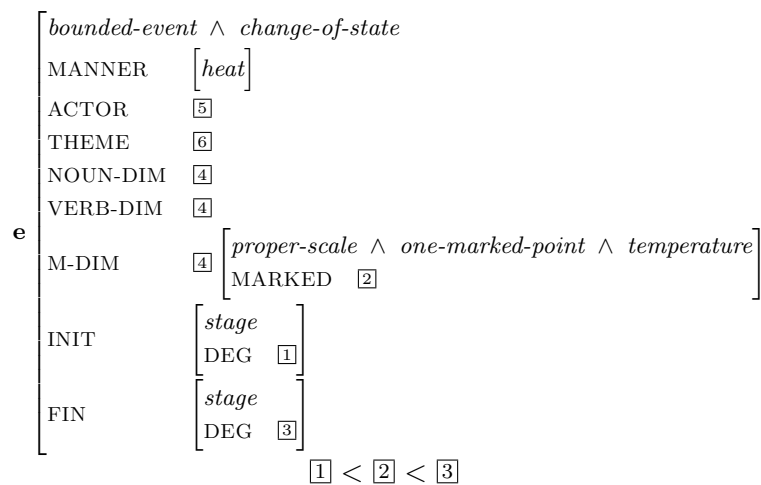 bounded-event ∧ change-of-state
MANNER [heat]
ACTOR 5
THEME 6
NOUN-DIM 4
VERB-DIM 4
e
M-DIM 4 [proper-scale ∧ one-marked-point ∧ temperature
MARKED 2]
INIT [stage
DEG 1]
FIN [stage
DEG 3]
1 < 2 < 3